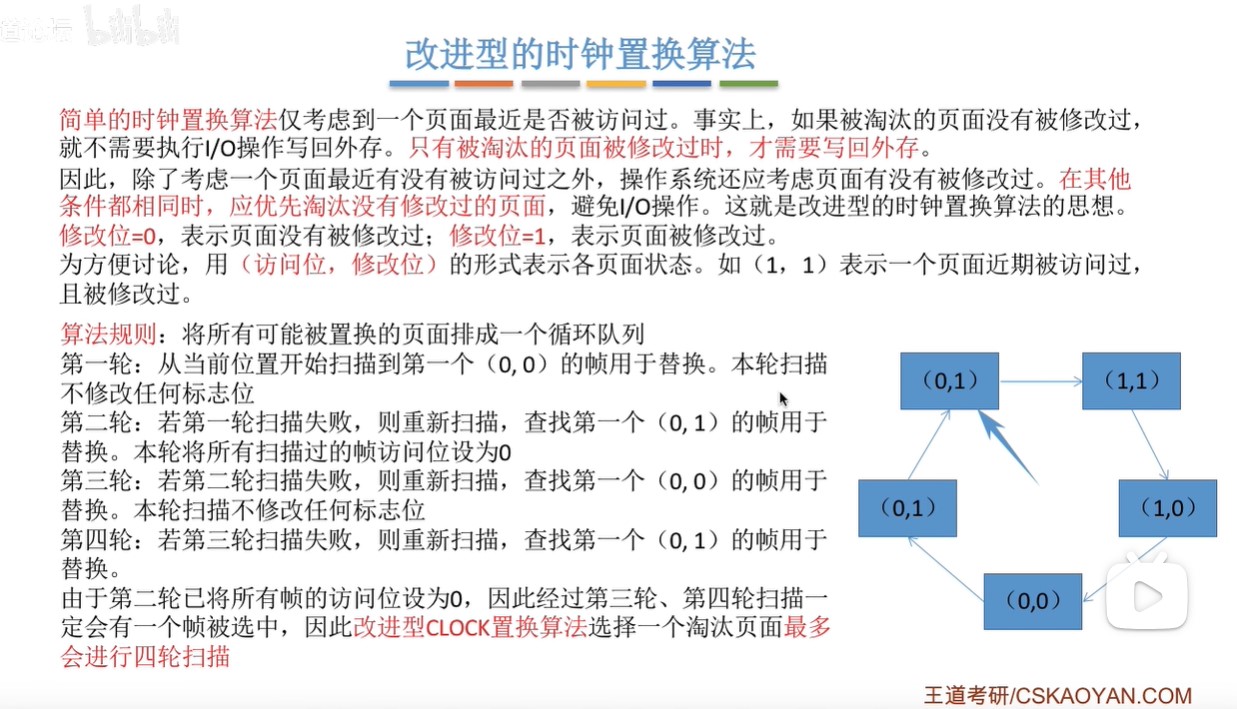 道论坛 bilibili
改进型的时钟置换算法
简单的时钟置换算法仅考虑到一个页面最近是否被访问过。事实上，如果被淘汰的页面没有被修改过，
就不需要执行I/O操作写回外存。只有被淘汰的页面被修改过时，才需要写回外存。
因此，除了考虑一个页面最近有没有被访问过之外，操作系统还应考虑页面有没有被修改过。在其他
条件都相同时，应优先淘汰没有修改过的页面，避免I/O操作。这就是改进型的时钟置换算法的思想。
修改位=0，表示页面没有被修改过；修改位=1，表示页面被修改过。
为方便讨论，用（访问位，修改位）的形式表示各页面状态。如（1，1）表示一个页面近期被访问过，
且被修改过。
算法规则：将所有可能被置换的页面排成一个循环队列
第一轮：从当前位置开始扫描到第一个（0, 0）的帧用于替换。本轮扫描
不修改任何标志位
第二轮：若第一轮扫描失败，则重新扫描，查找第一个（0, 1）的帧用于
替换。本轮将所有扫描过的帧访问位设为0
第三轮：若第二轮扫描失败，则重新扫描，查找第一个（0, 0）的帧用于
替换。本轮扫描不修改任何标志位
第四轮：若第三轮扫描失败，则重新扫描，查找第一个（0, 1）的帧用于
替换。
由于第二轮已将所有帧的访问位设为0，因此经过第三轮、第四轮扫描一
定会有一个帧被选中，因此改进型CLOCK置换算法选择一个淘汰页面最多
会进行四轮扫描
（0,1）
（1,1）
（0,1）
（1,0）
（0,0）
王道考研/CSKAOYAN.COM